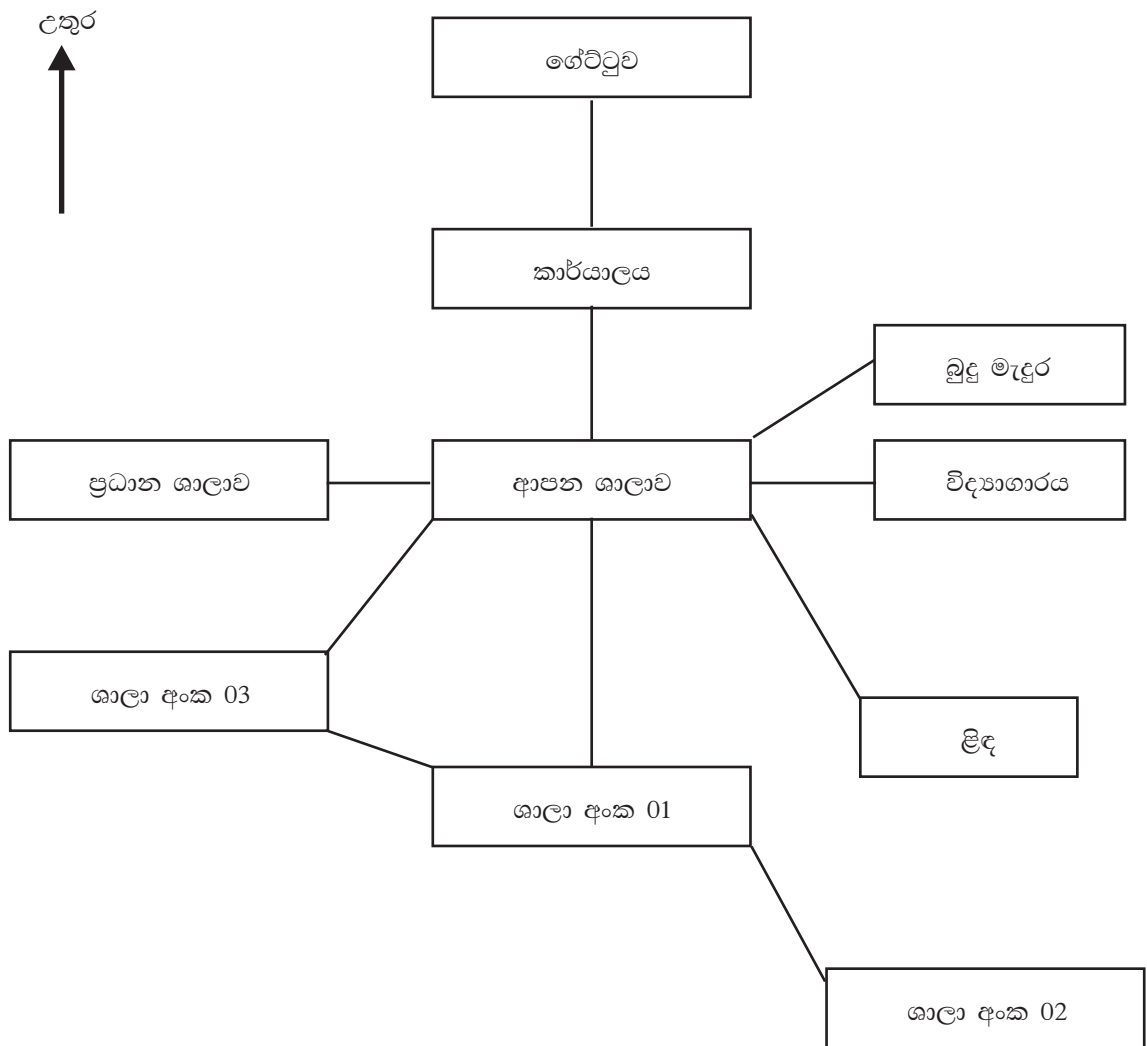 උතුර
ගේට්ටුව
කාර්යාලය
බුදු මැදුර
ප්‍රධාන ශාලාව
ආපන ශාලාව
විද්‍යාගාරය
ශාලා අංක 03
ළිඳ
ශාලා අංක 01
ශාලා අංක 02